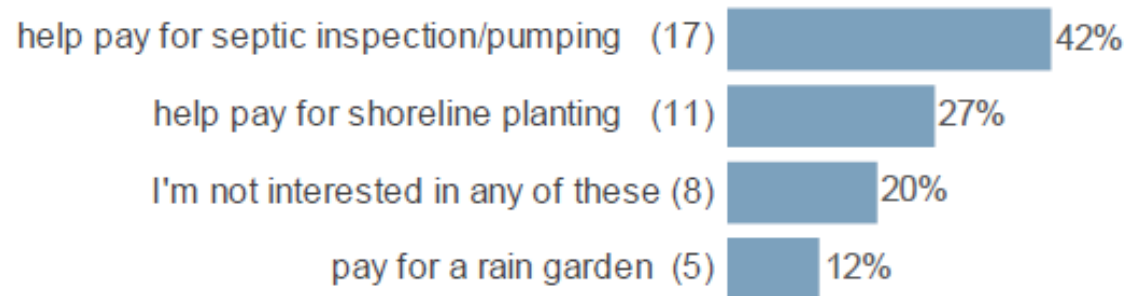 help pay for septic inspection/pumping (17) 42%
help pay for shoreline planting (11) 27%
I'm not interested in any of these (8) 20%
pay for a rain garden (5) 12%